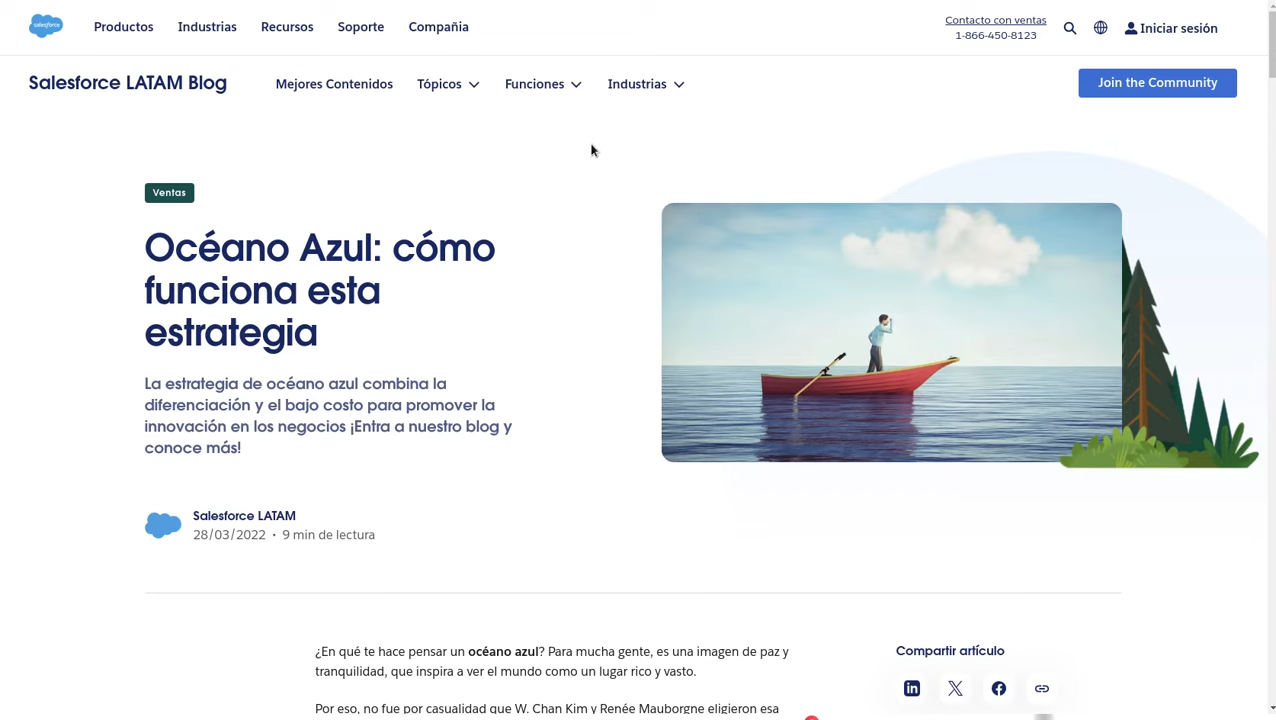 salesforce
Productos
Industrias
Recursos
Soporte
Compañia
Contacto con ventas
1-866-450-8123
Iniciar sesión
Salesforce LATAM Blog
Mejores Contenidos
Tópicos
Funciones
Industrias
Join the Community
Ventas
Océano Azul: cómo
funciona esta
estrategia
La estrategia de océano azul combina la
diferenciación y el bajo costo para promover la
innovación en los negocios ¡Entra a nuestro blog y
conoce más!
Salesforce LATAM
28/03/2022 • 9 min de lectura
¿En qué te hace pensar un océano azul? Para mucha gente, es una imagen de paz y
tranquilidad, que inspira a ver el mundo como un lugar rico y vasto.
Por eso, no fue por casualidad que W. Chan Kim y Renée Mauborgne eligieron esa
Compartir artículo